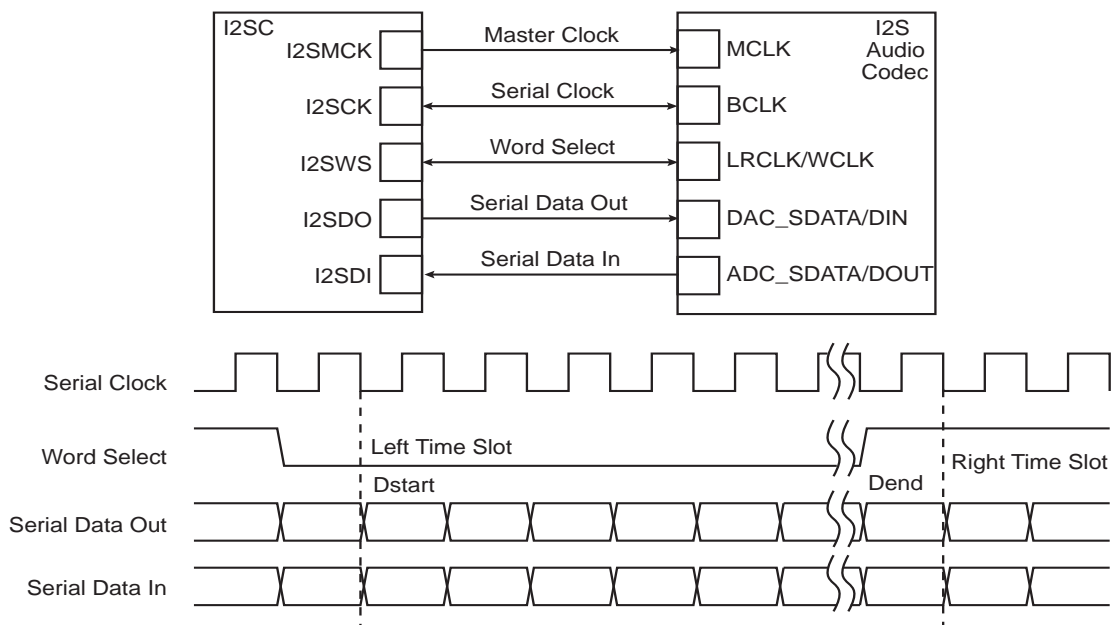 I2SC
I2SMCK
Master Clock
MCLK
I2S
Audio
Codec
I2SCK
Serial Clock
BCLK
I2SWS
Word Select
LRCLK/WCLK
I2SDO
Serial Data Out
DAC_SDATA/DIN
I2SDI
Serial Data In
ADC_SDATA/DOUT
Serial Clock
Word Select
Left Time Slot
Right Time Slot
Dstart
Dend
Serial Data Out
Serial Data In